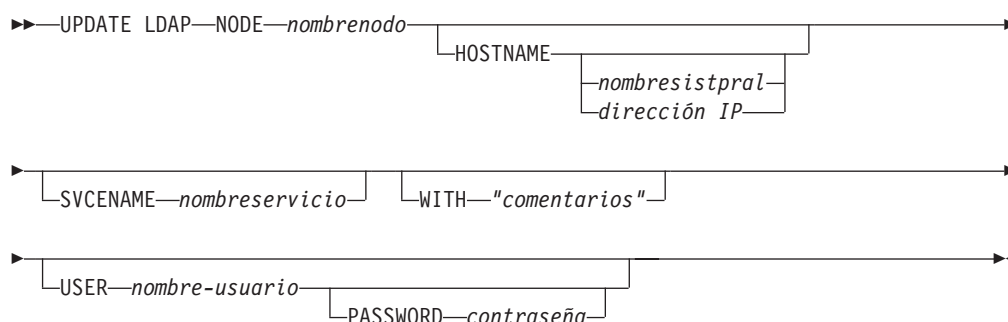 UPDATE LDAP NODE nombrenodo
HOSTNAME
nombresistpral
dirección IP
SVCENAME nombreservicio WITH "comentarios"
USER nombre-usuario
PASSWORD contraseña